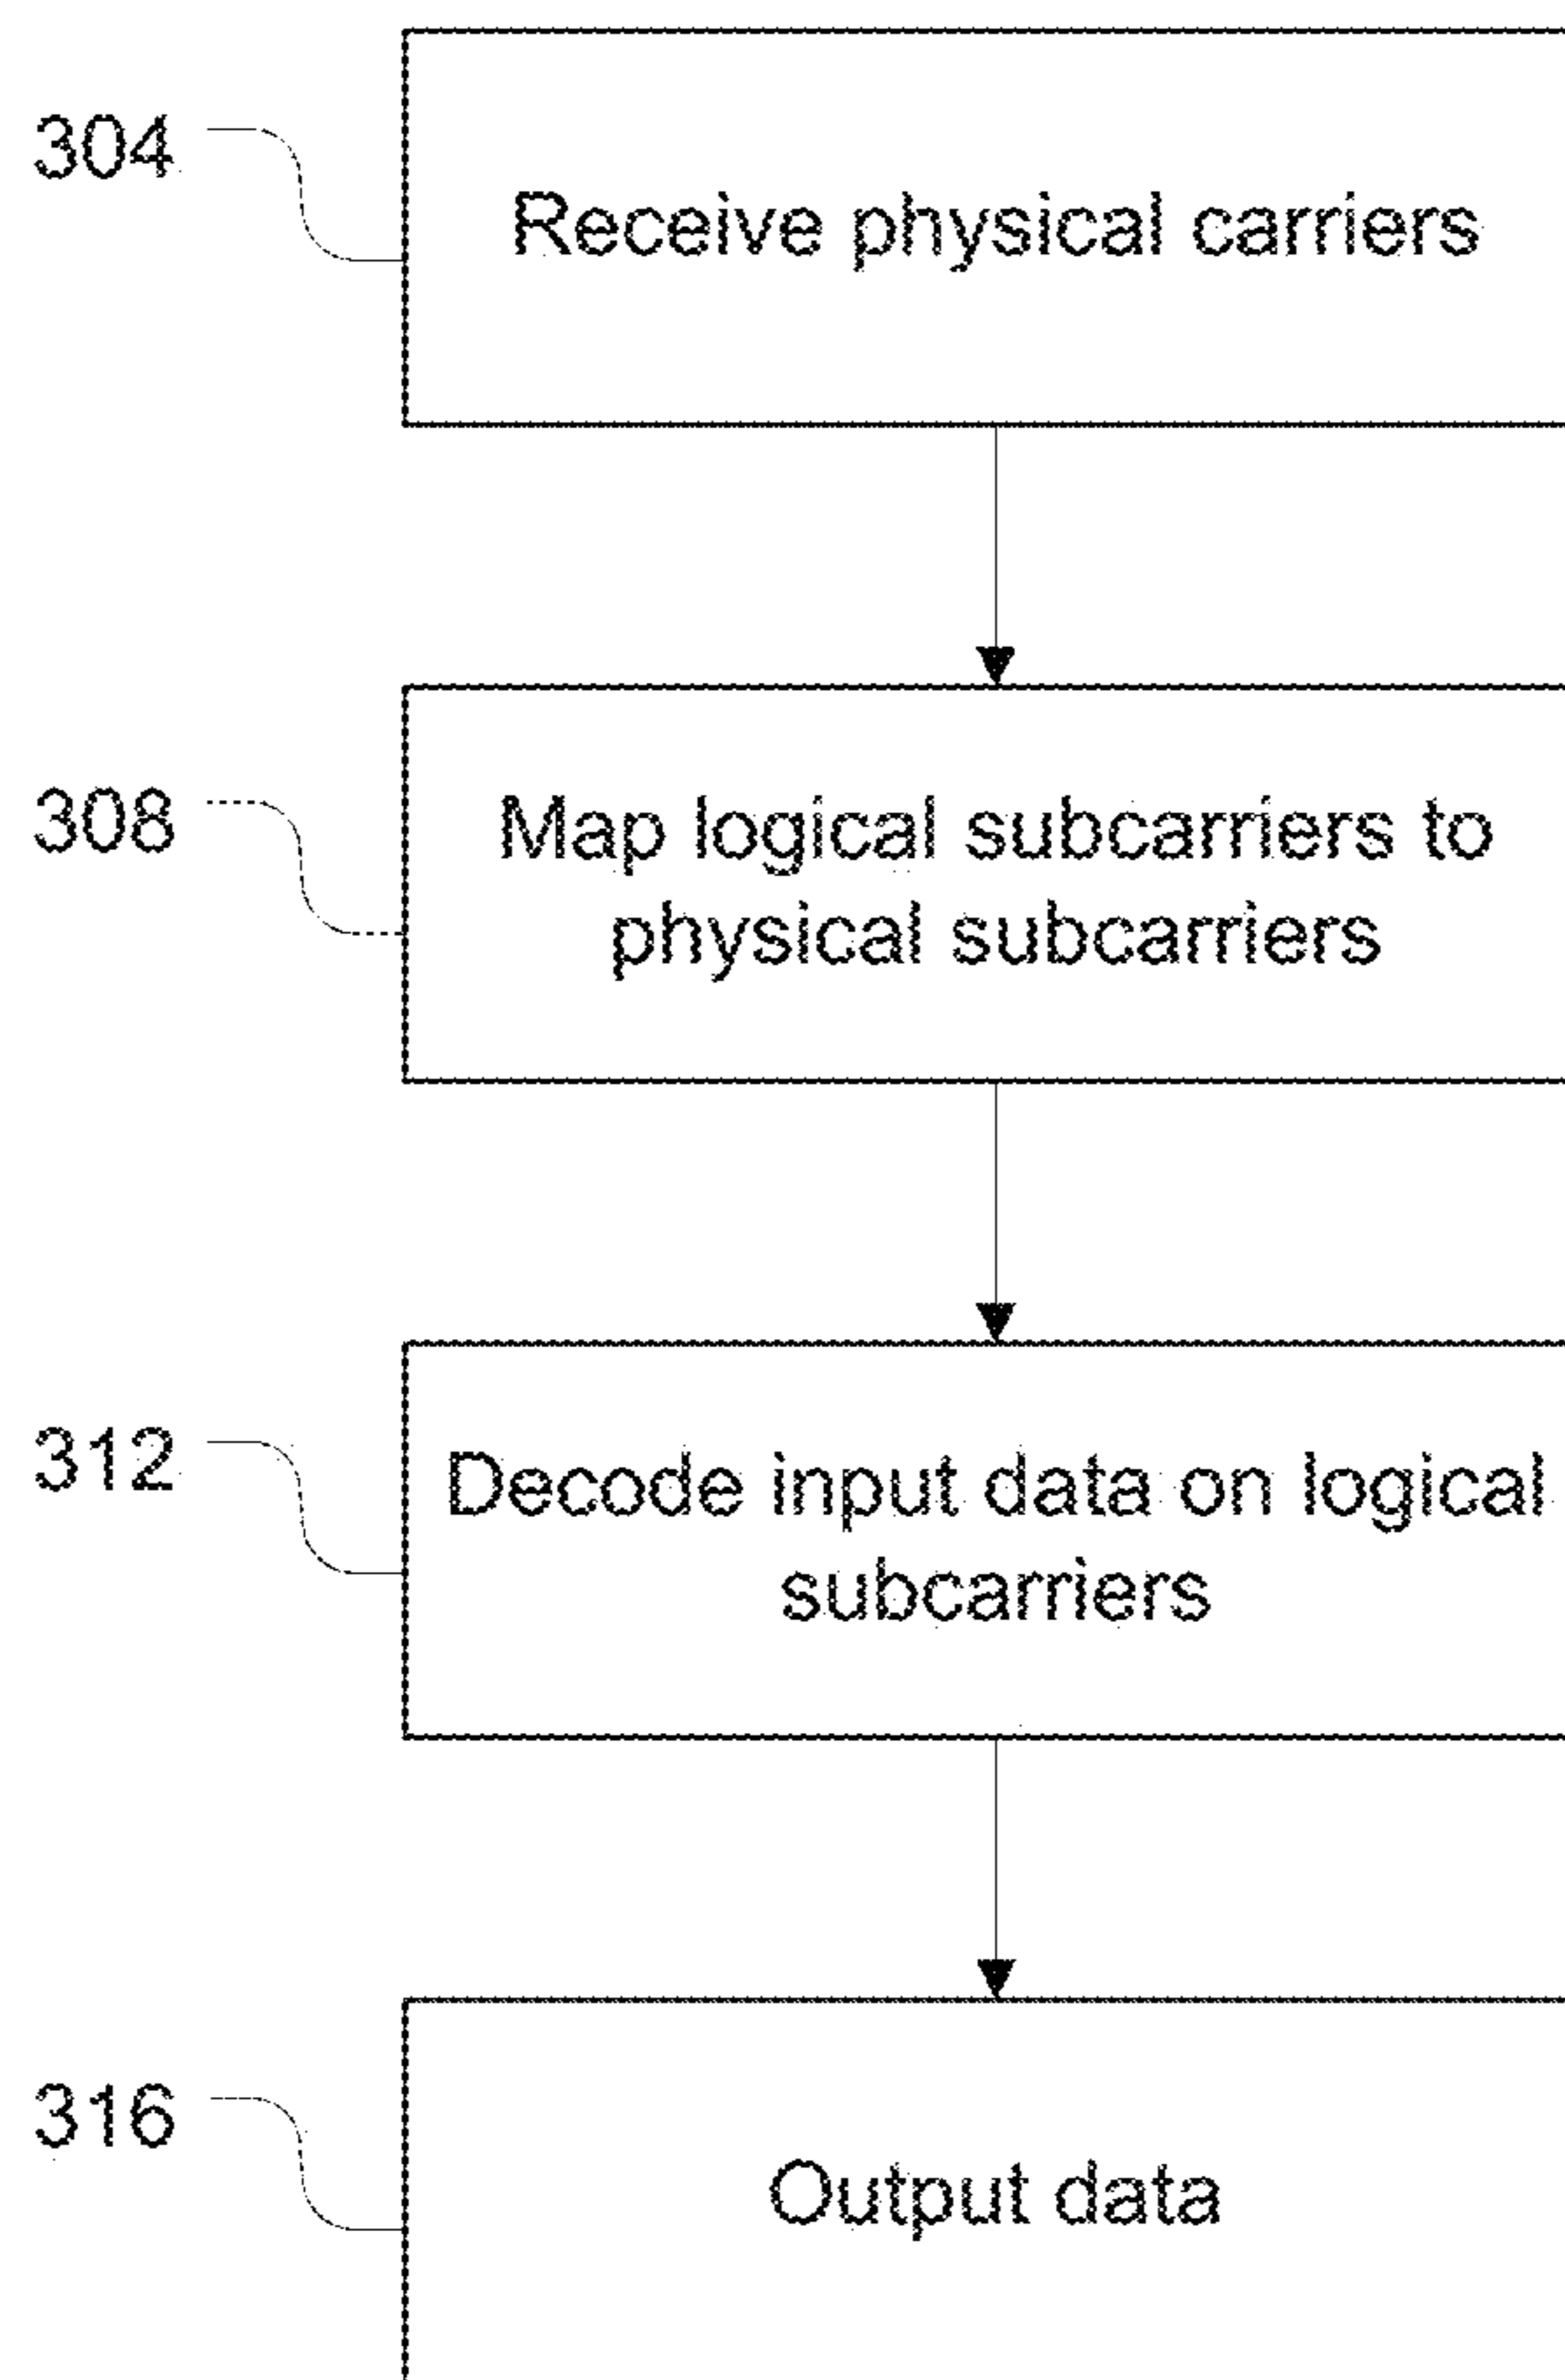 304
Receive physical carriers
308
Map logical subcarriers to
physical subcarriers
312
Decode input data on logical
subcarriers
316
Output data